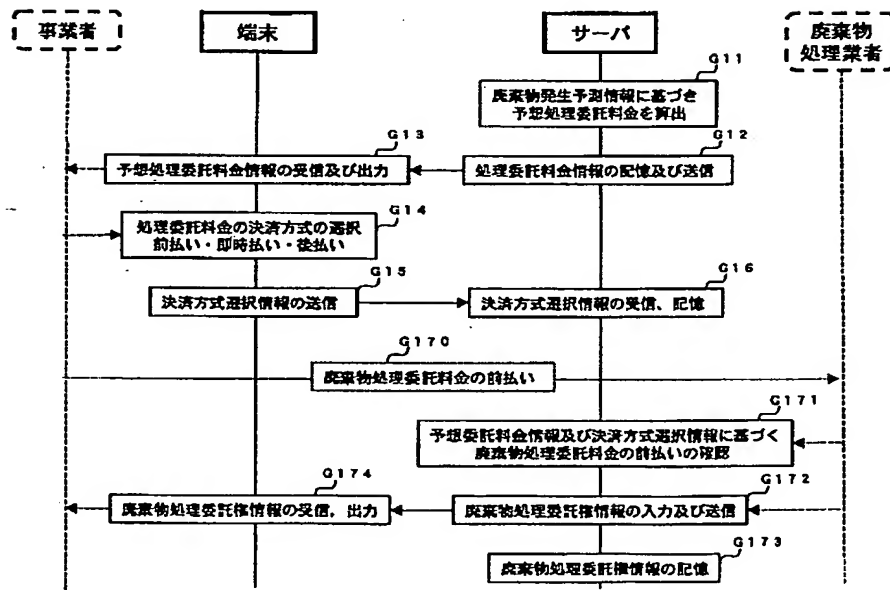 事業者
端末
サーバ
廃棄物
処理業者
G11
廃棄物発生予測情報に基づき
予想処理委託料金を算出
G13
予想処理委託料金情報の受信及び出力
G12
処理委託料金情報の記憶及び送信
G14
処理委託料金の決済方式の選択
前払い・即時払い・後払い
G15
決済方式選択情報の送信
G16
決済方式選択情報の受信、記憶
G170
廃棄物処理委託料金の前払い
G171
予想委託料金情報及び決済方式選択情報に基づく
廃棄物処理委託料金の前払いの確認
G174
廃棄物処理委託権情報の受信，出力
G172
廃棄物処理委託権情報の入力及び送信
G173
廃棄物処理委託権情報の記憶